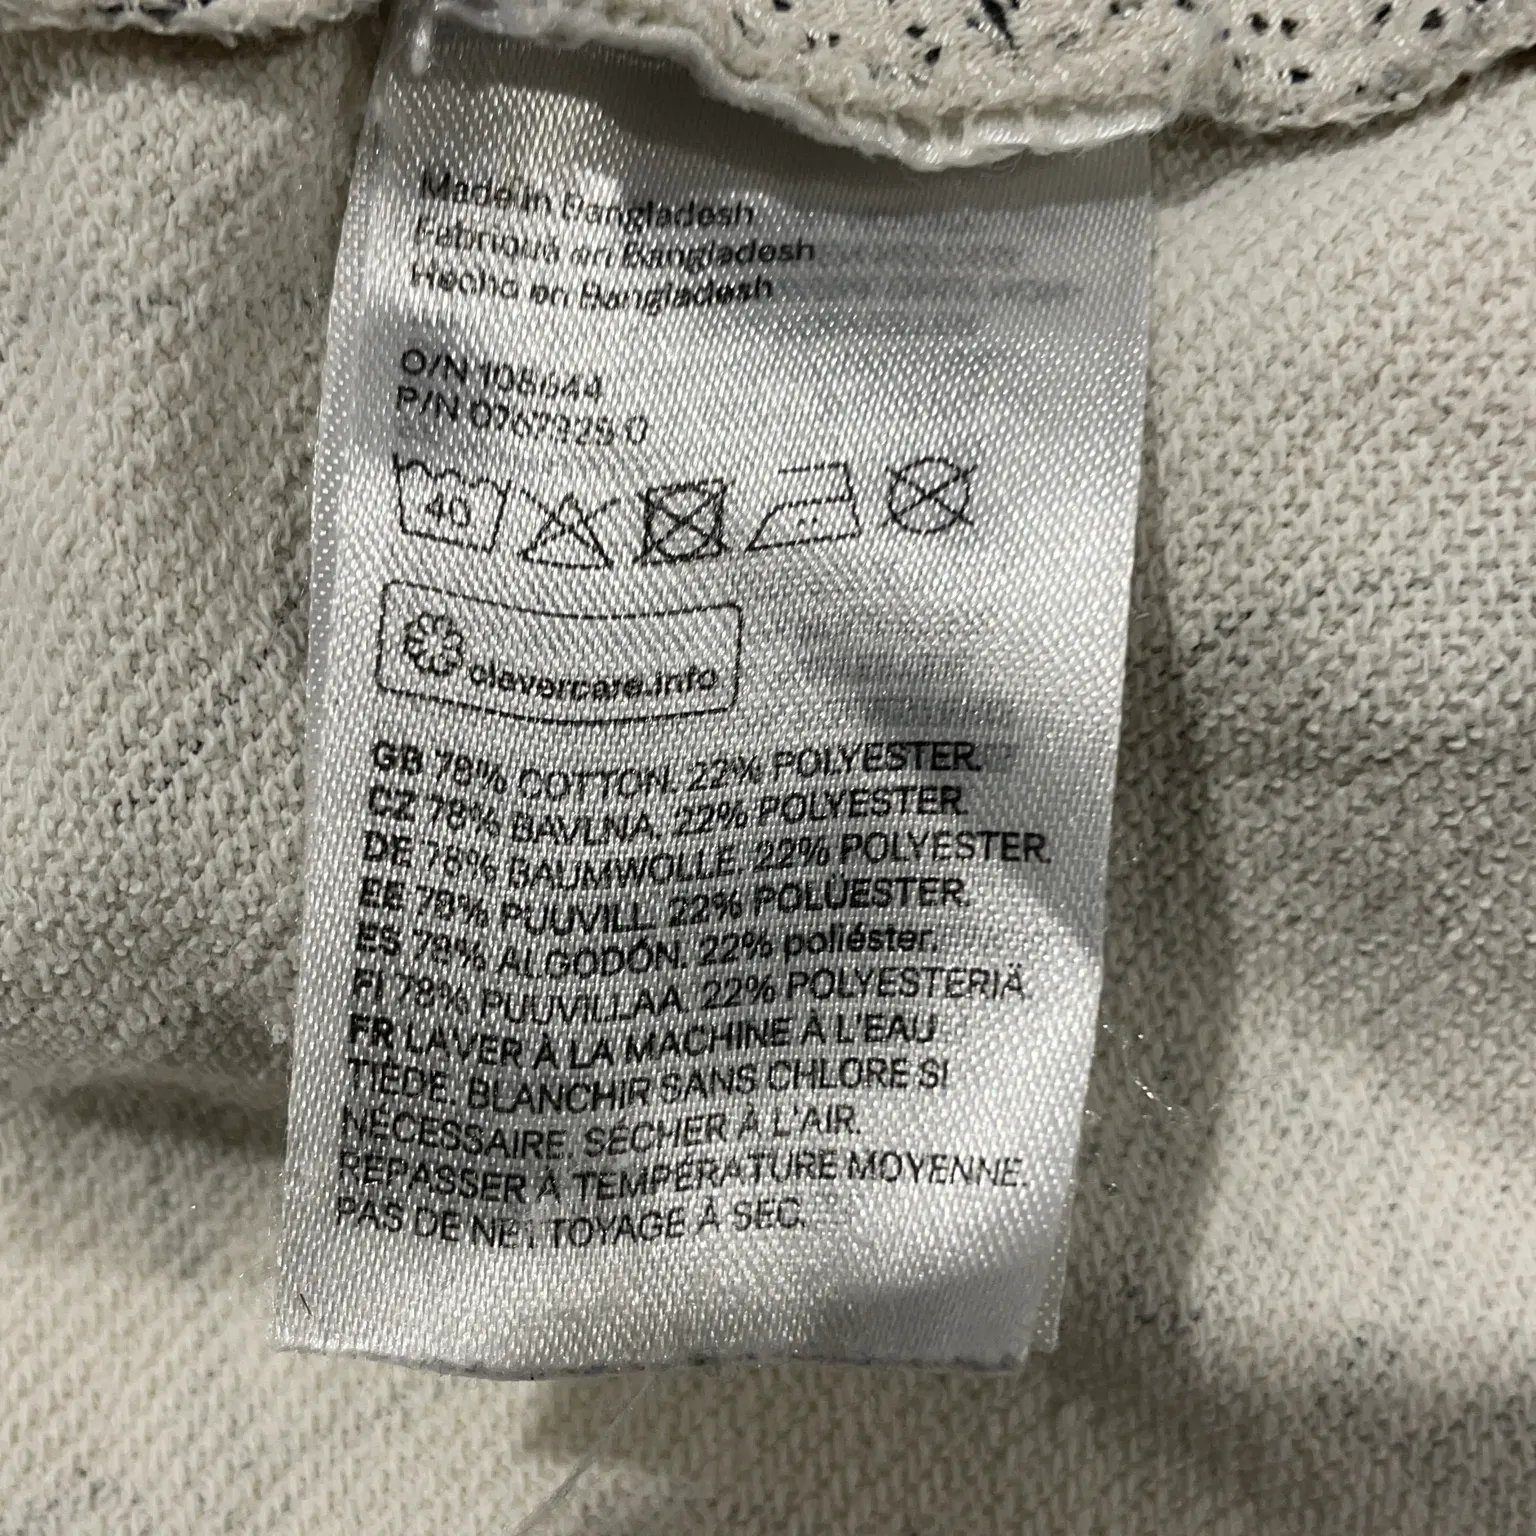 Made in Bangladesh
Fabriqué en Bangladesh
Hecho en Bangladesh
O/N 108644
P/N
40
clevercare.info
GB 78% COTTON. 22% POLYESTER.
CZ 78% BAVLNA. 22% POLYESTER.
DE 78% BAUMWOLLE. 22% POLYESTER.
EE 78% PUUVILL. 22% POLÜESTER.
ES 78% ALGODÓN. 22% poliéster.
FI 78% PUUVILLAA. 22% POLYESTERIÄ.
FR LAVER À LA MACHINE À L'EAU
TIÈDE. BLANCHIR SANS CHLORE SI
NÉCESSAIRE. SÉCHER À L'AIR.
REPASSER À TEMPÉRATURE MOYENNE.
PAS DE NETTOYAGE À SEC.